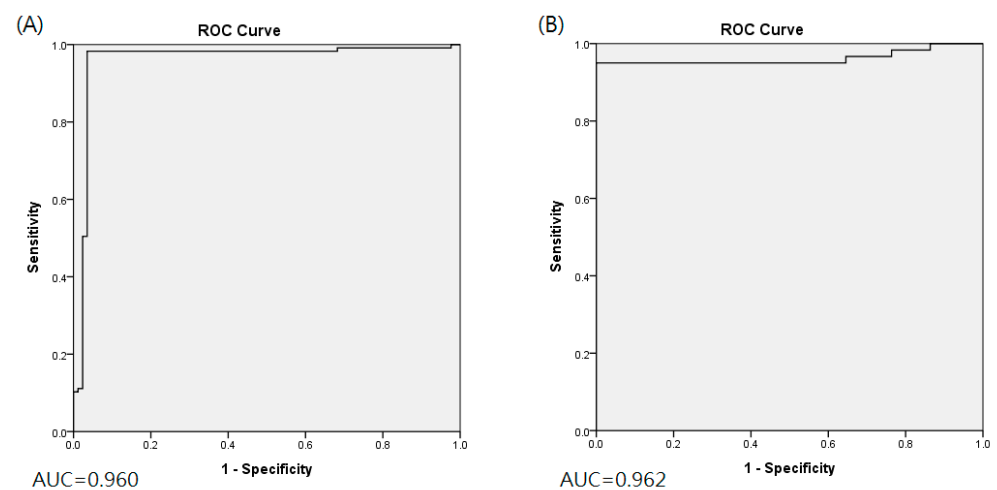 (A)
ROC Curve
1.0
0.8
0.6
0.4
0.2
0.0
Sensitivity
0.0 0.2 0.4 0.6 0.8 1.0
1 - Specificity
AUC=0.960
(B)
ROC Curve
1.0
0.8
0.6
0.4
0.2
0.0
Sensitivity
0.0 0.2 0.4 0.6 0.8 1.0
1 - Specificity
AUC=0.962